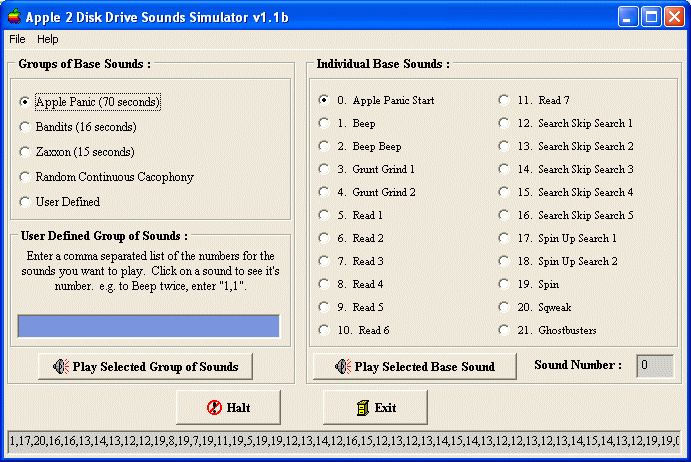 Apple 2 Disk Drive Sounds Simulator v1.1b
File Help
Groups of Base Sounds :
Apple Panic (70 seconds)
Bandits (16 seconds)
Zaxxon (15 seconds)
Random Continuous Cacophony
User Defined
User Defined Group of Sounds :
Enter a comma separated list of the numbers for the
sounds you want to play. Click on a sound to see it's
number. e.g. to Beep twice, enter "1,1".
Play Selected Group of Sounds
Individual Base Sounds :
0. Apple Panic Start
1. Beep
2. Beep Beep
3. Grunt Grind 1
4. Grunt Grind 2
5. Read 1
6. Read 2
7. Read 3
8. Read 4
9. Read 5
10. Read 6
11. Read 7
12. Search Skip Search 1
13. Search Skip Search 2
14. Search Skip Search 3
15. Search Skip Search 4
16. Search Skip Search 5
17. Spin Up Search 1
18. Spin Up Search 2
19. Spin
20. Sqweak
21. Ghostbusters
Play Selected Base Sound
Sound Number : 0
Halt
Exit
1,17,20,16,16,13,14,13,12,12,19,8,19,7,19,11,19,5,19,19,12,13,14,12,16,15,12,13,12,13,14,15,14,13,12,12,13,12,13,14,15,14,13,12,19,19,0